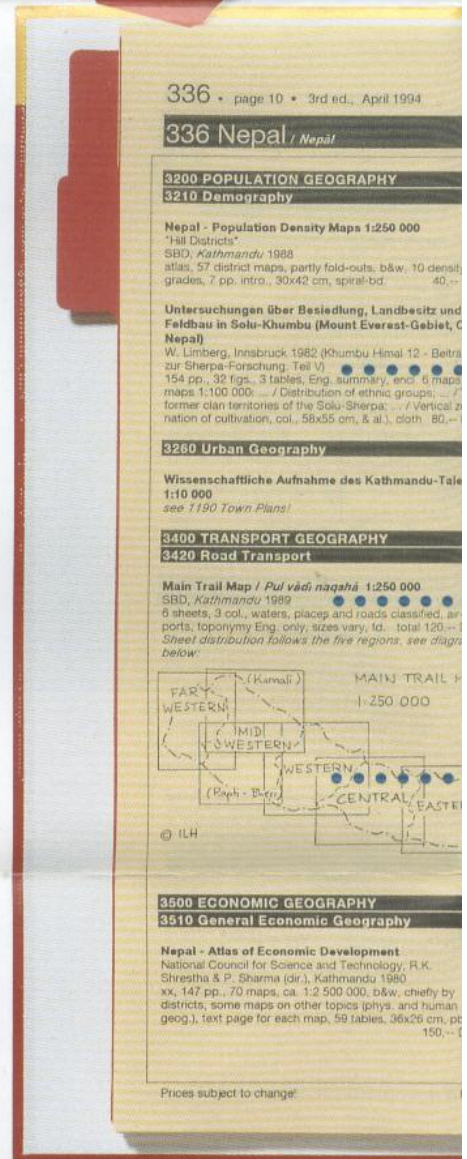 336 • page 10 • 3rd ed., April 1994
336 Nepal / Nepāl
3200 POPULATION GEOGRAPHY
3210 Demography
Nepal - Population Density Maps 1:250 000
"Hill Districts"
SBD, Kathmandu 1988
atlas, 57 district maps, partly fold-outs, b&w, 10 density
grades, 7 pp. intro., 30x42 cm, spiral-bd. 40,--
Untersuchungen über Besiedlung, Landbesitz und
Feldbau in Solu-Khumbu (Mount Everest-Gebiet,
Nepal)
W. Limberg, Innsbruck 1982 (Khumbu Himal 12 - Beitra
zur Sherpa-Forschung. Teil V)
154 pp., 32 figs., 3 tables, Eng. summary, encl. 6 maps
maps 1:100 000: ... / Distribution of ethnic groups; ... /
former clan territories of the Solu-Sherpa; ... / Vertical zo
nation of cultivation, col., 58x55 cm, & al.), cloth 80,--
3260 Urban Geography
Wissenschaftliche Aufnahme des Kathmandu-Tale
1:10 000
see 1190 Town Plans!
3400 TRANSPORT GEOGRAPHY
3420 Road Transport
Main Trail Map / Pul vādi naqshā 1:250 000
SBD, Kathmandu 1989
6 sheets, 3 col., waters, places and roads classified, air-
ports, toponymy Eng. only, sizes vary, fd. total 120,--
Sheet distribution follows the five regions, see diagra
below:
(Karnali) MAIN TRAIL M
FAR WESTERN 1:250 000
MID WESTERN
WESTERN
(Rapti - Bheri) CENTRAL EASTE
© ILH
3500 ECONOMIC GEOGRAPHY
3510 General Economic Geography
Nepal - Atlas of Economic Development
National Council for Science and Technology, R.K.
Shrestha & P. Sharma (dir.), Kathmandu 1980
xx, 147 pp., 70 maps, ca. 1:2 500 000, b&w, chiefly by
districts, some maps on other topics (phys. and human
geog.), text page for each map, 59 tables, 36x26 cm, pb
150,--
Prices subject to change!